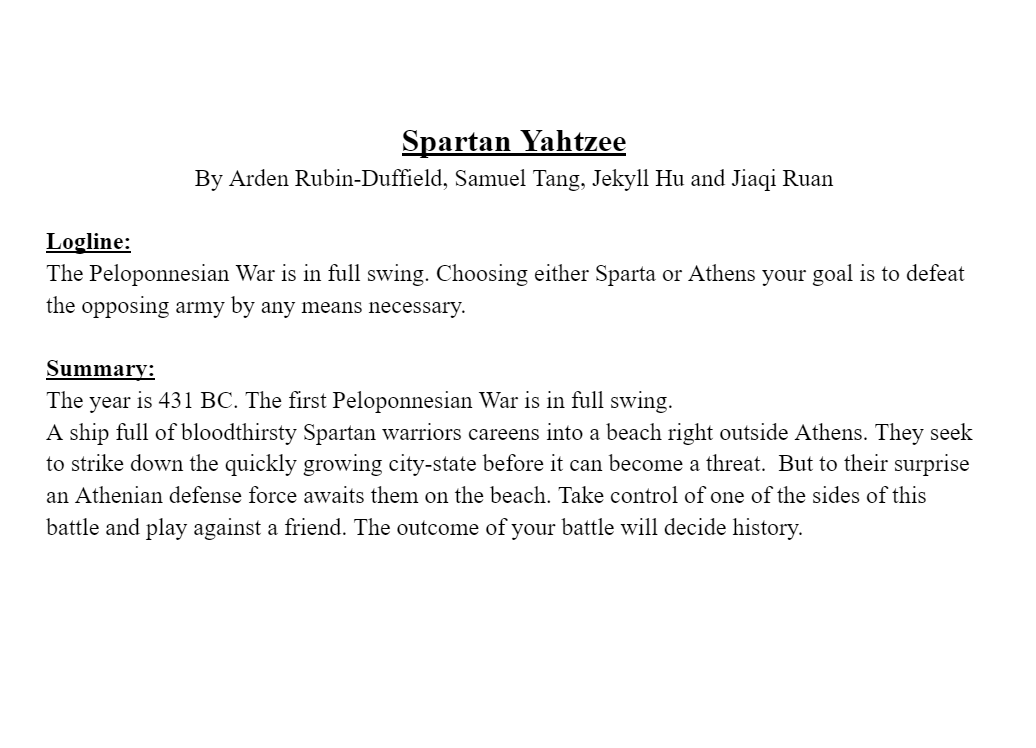 Spartan Yahtzee
By Arden Rubin-Duffield, Samuel Tang, Jekyll Hu and Jiaqi Ruan
Logline:
The Peloponnesian War is in full swing. Choosing either Sparta or Athens your goal is to defeat
the opposing army by any means necessary.
Summary:
The year is 431 BC. The first Peloponnesian War is in full swing.
A ship full of bloodthirsty Spartan warriors careens into a beach right outside Athens. They seek
to strike down the quickly growing city-state before it can become a threat.  But to their surprise
an Athenian defense force awaits them on the beach. Take control of one of the sides of this
battle and play against a friend. The outcome of your battle will decide history.